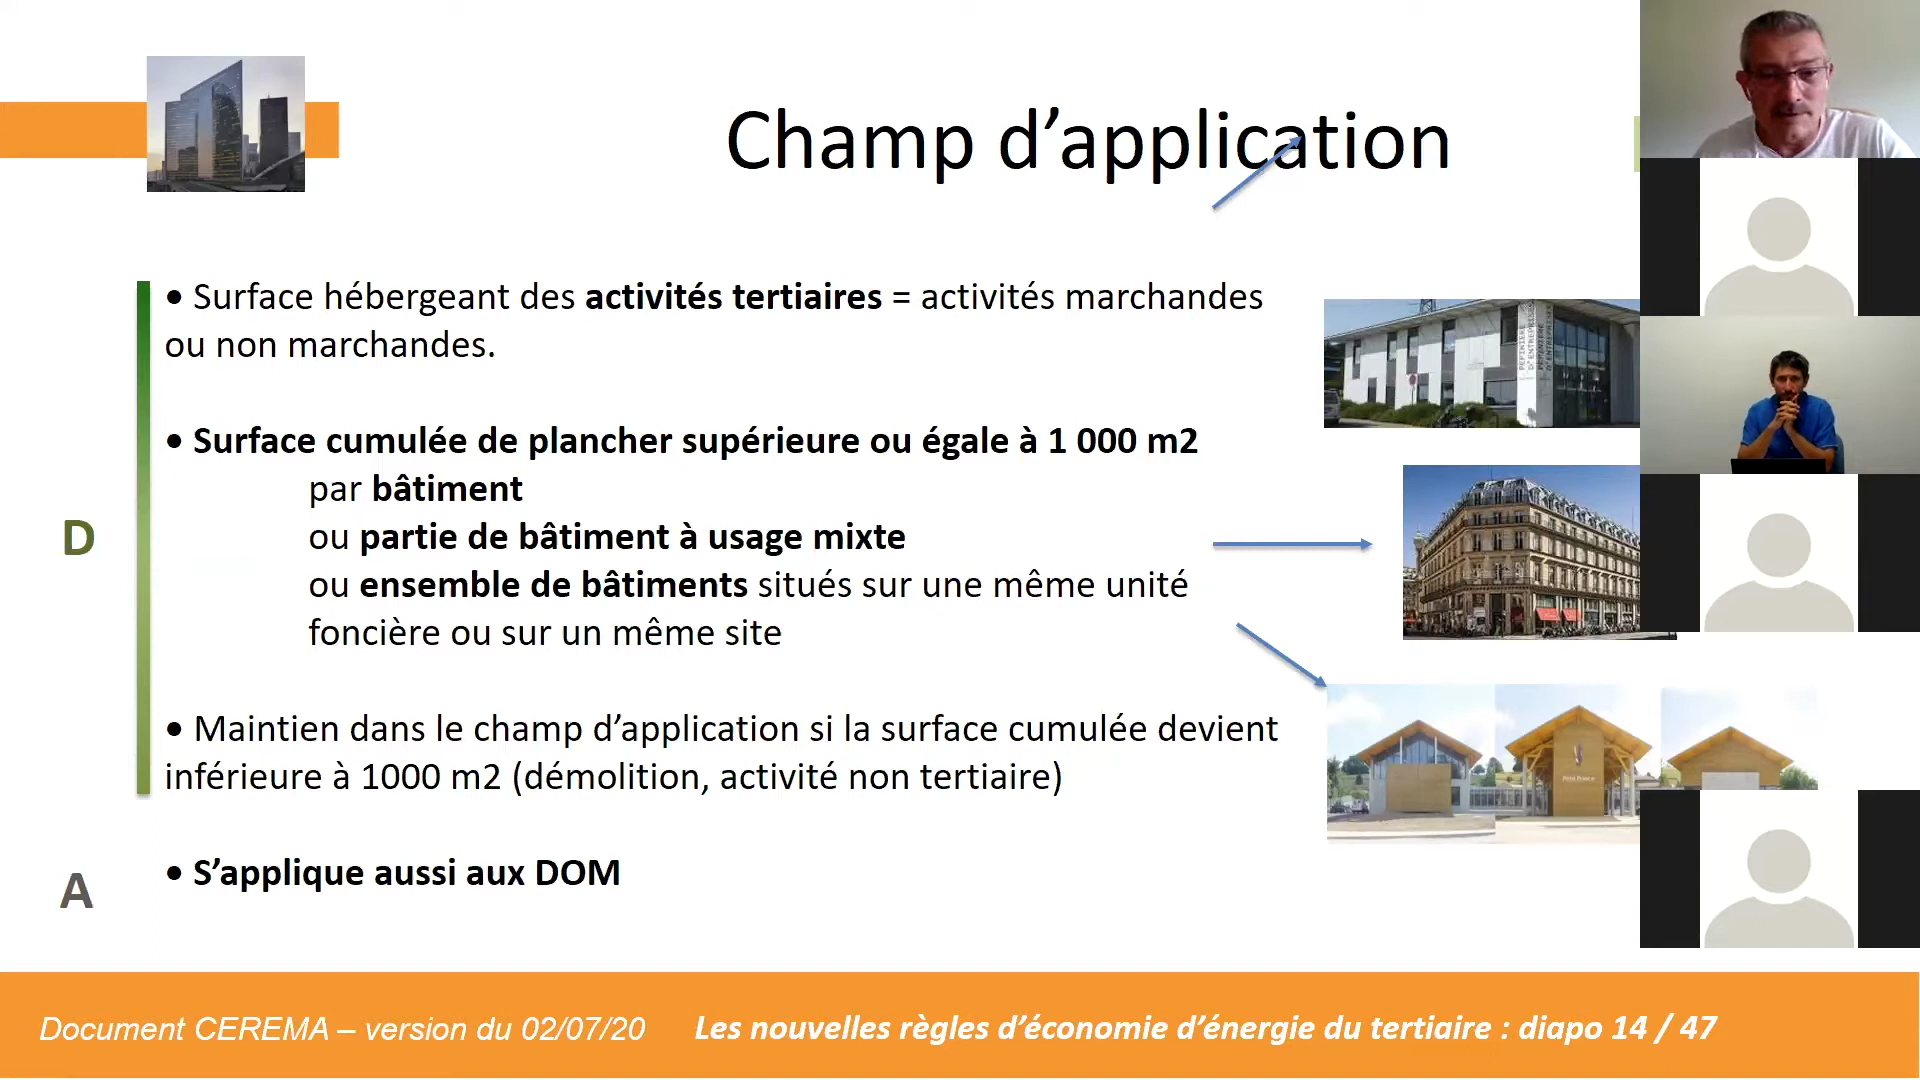 Champ d’application
• Surface hébergeant des activités tertiaires = activités marchandes
ou non marchandes.
• Surface cumulée de plancher supérieure ou égale à 1 000 m2
par bâtiment
ou partie de bâtiment à usage mixte
ou ensemble de bâtiments situés sur une même unité
foncière ou sur un même site
D
• Maintien dans le champ d’application si la surface cumulée devient
inférieure à 1000 m2 (démolition, activité non tertiaire)
A
• S’applique aussi aux DOM
PEPINIERE
D'ENTREPRISES
Document CEREMA – version du 02/07/20
Les nouvelles règles d’économie d’énergie du tertiaire : diapo 14 / 47